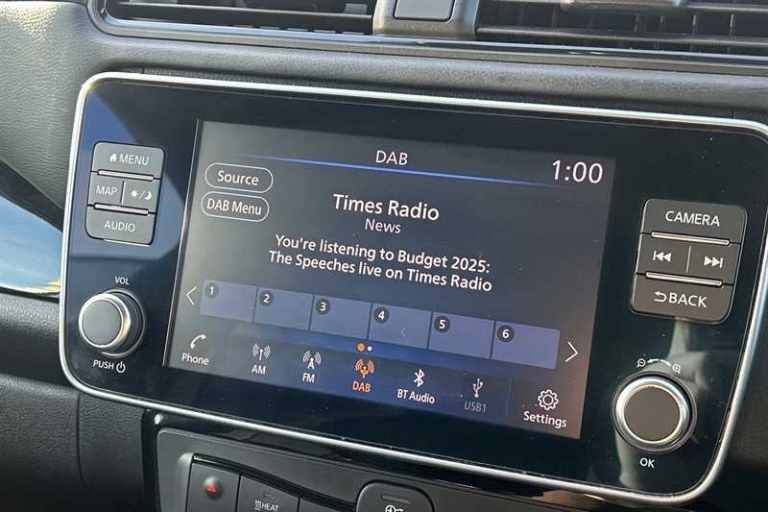 DAB
1:00
Source
DAB Menu
Times Radio
News
You're listening to Budget 2025:
The Speeches live on Times Radio
1 2 3 4 5 6
Phone
AM
FM
DAB
BT Audio
USB1
Settings
MENU
MAP
AUDIO
VOL
PUSH
CAMERA
BACK
OK
HEAT